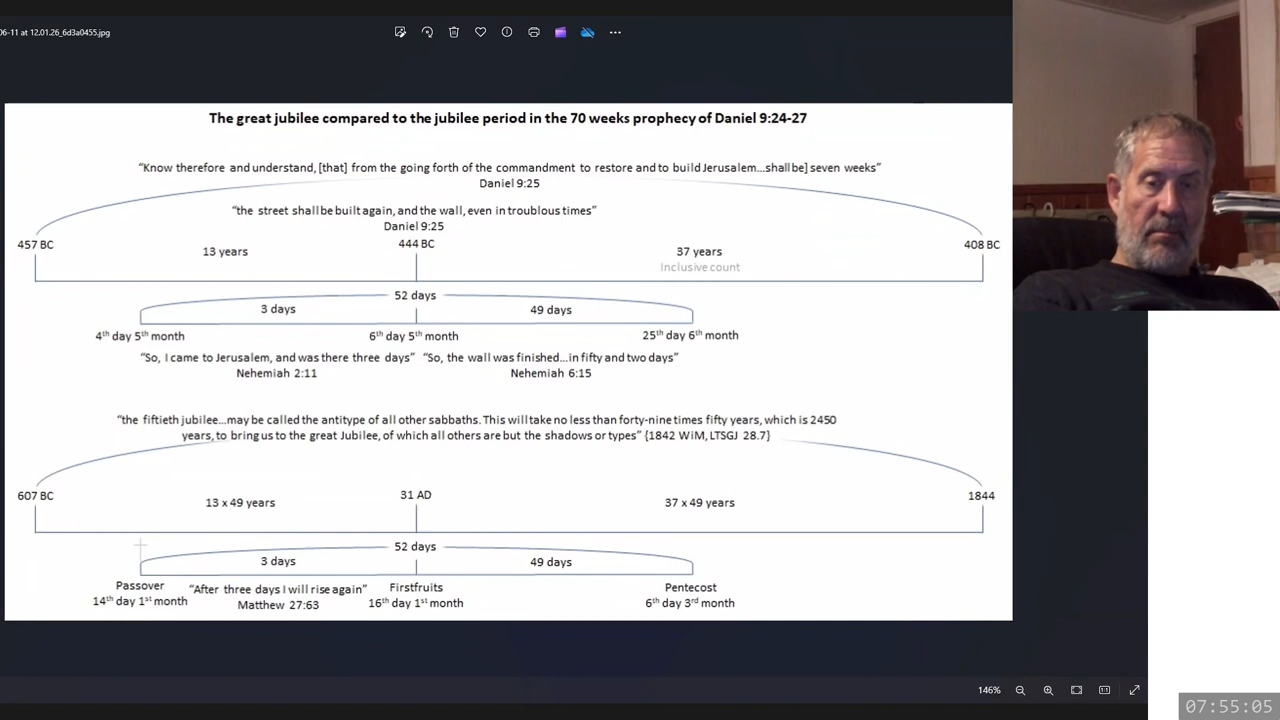 06-11 at 12.01.26_6d3a0455.jpg
The great jubilee compared to the jubilee period in the 70 weeks prophecy of Daniel 9:24-27
“Know therefore and understand, [that] from the going forth of the commandment to restore and to build Jerusalem…shall be] seven weeks”
Daniel 9:25
“the street shall be built again, and the wall, even in troublous times”
Daniel 9:25
457 BC
444 BC
408 BC
13 years
37 years
Inclusive count
52 days
3 days
49 days
4th day 5th month
6th day 5th month
25th day 6th month
“So, I came to Jerusalem, and was there three days”
“So, the wall was finished…in fifty and two days”
Nehemiah 2:11
Nehemiah 6:15
“the fiftieth jubilee…may be called the antitype of all other sabbaths. This will take no less than forty-nine times fifty years, which is 2450
years, to bring us to the great Jubilee, of which all others are but the shadows or types” {1842 WiM, LTSGJ 28.7}
607 BC
31 AD
1844
13 x 49 years
37 x 49 years
52 days
3 days
49 days
Passover
14th day 1st month
“After three days I will rise again”
Matthew 27:63
Firstfruits
16th day 1st month
Pentecost
6th day 3rd month
146%
07:55:05